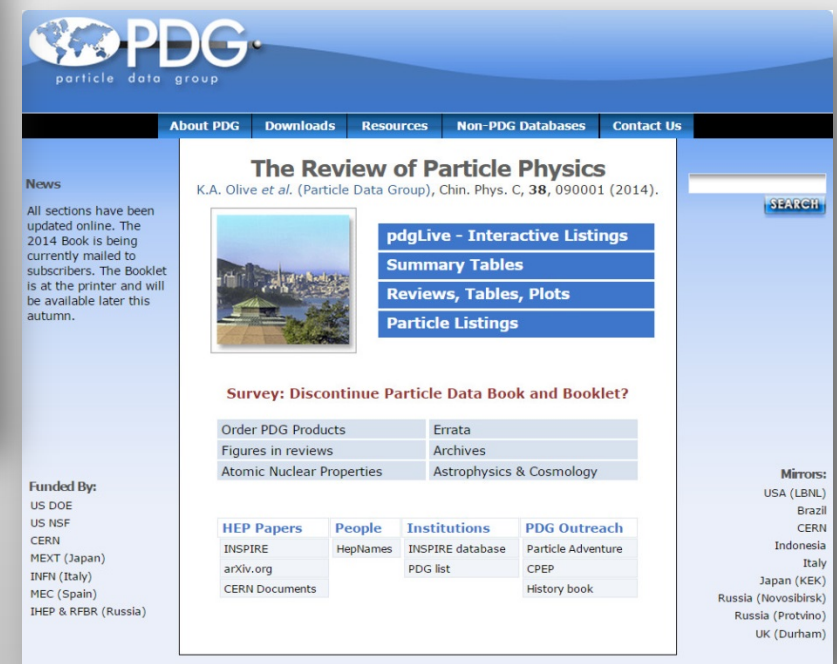 PDG
particle data group
About PDG Downloads Resources Non-PDG Databases Contact Us
News
All sections have been
updated online. The
2014 Book is being
currently mailed to
subscribers. The Booklet
is at the printer and will
be available later this
autumn.
Funded By:
US DOE
US NSF
CERN
MEXT (Japan)
INFN (Italy)
MEC (Spain)
IHEP & RFBR (Russia)
The Review of Particle Physics
K.A. Olive et al. (Particle Data Group), Chin. Phys. C, 38, 090001 (2014).
pdgLive - Interactive Listings
Summary Tables
Reviews, Tables, Plots
Particle Listings
Survey: Discontinue Particle Data Book and Booklet?
Order PDG Products Errata
Figures in reviews Archives
Atomic Nuclear Properties Astrophysics & Cosmology
HEP Papers People Institutions PDG Outreach
INSPIRE HepNames INSPIRE database Particle Adventure
arXiv.org PDG list CPEP
CERN Documents History book
SEARCH
Mirrors:
USA (LBNL)
Brazil
CERN
Indonesia
Italy
Japan (KEK)
Russia (Novosibirsk)
Russia (Protvino)
UK (Durham)